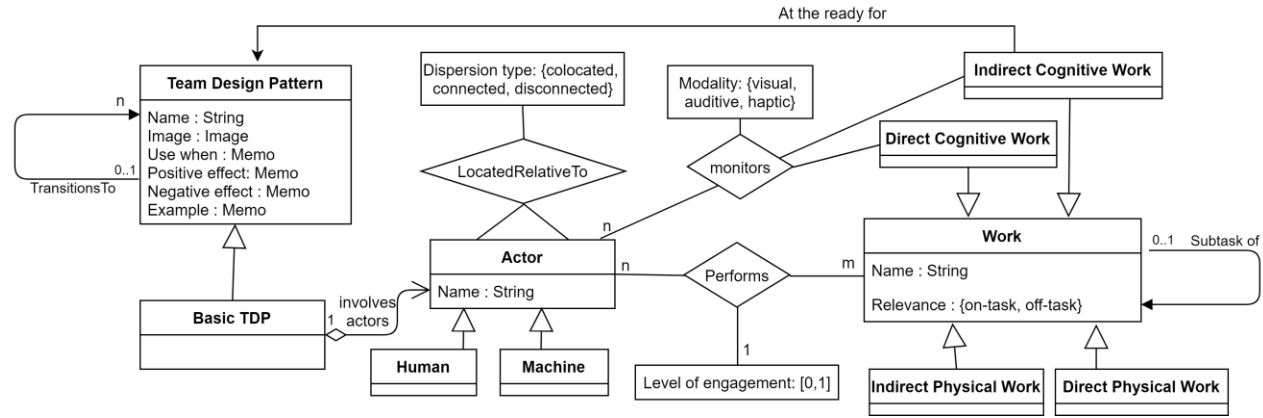 At the ready for
Team Design Pattern
Name : String
Image : Image
Use when : Memo
Positive effect: Memo
Negative effect : Memo
Example : Memo
n
0..1
TransitionsTo
Dispersion type: {colocated,
connected, disconnected}
LocatedRelativeTo
Modality: {visual,
auditive, haptic}
monitors
Indirect Cognitive Work
Direct Cognitive Work
n
Actor
Name : String
n
Performs
m
Work
Name : String
Relevance : {on-task, off-task}
0..1
Subtask of
Basic TDP
1
involves
actors
Human
Machine
1
Level of engagement: [0,1]
Indirect Physical Work
Direct Physical Work